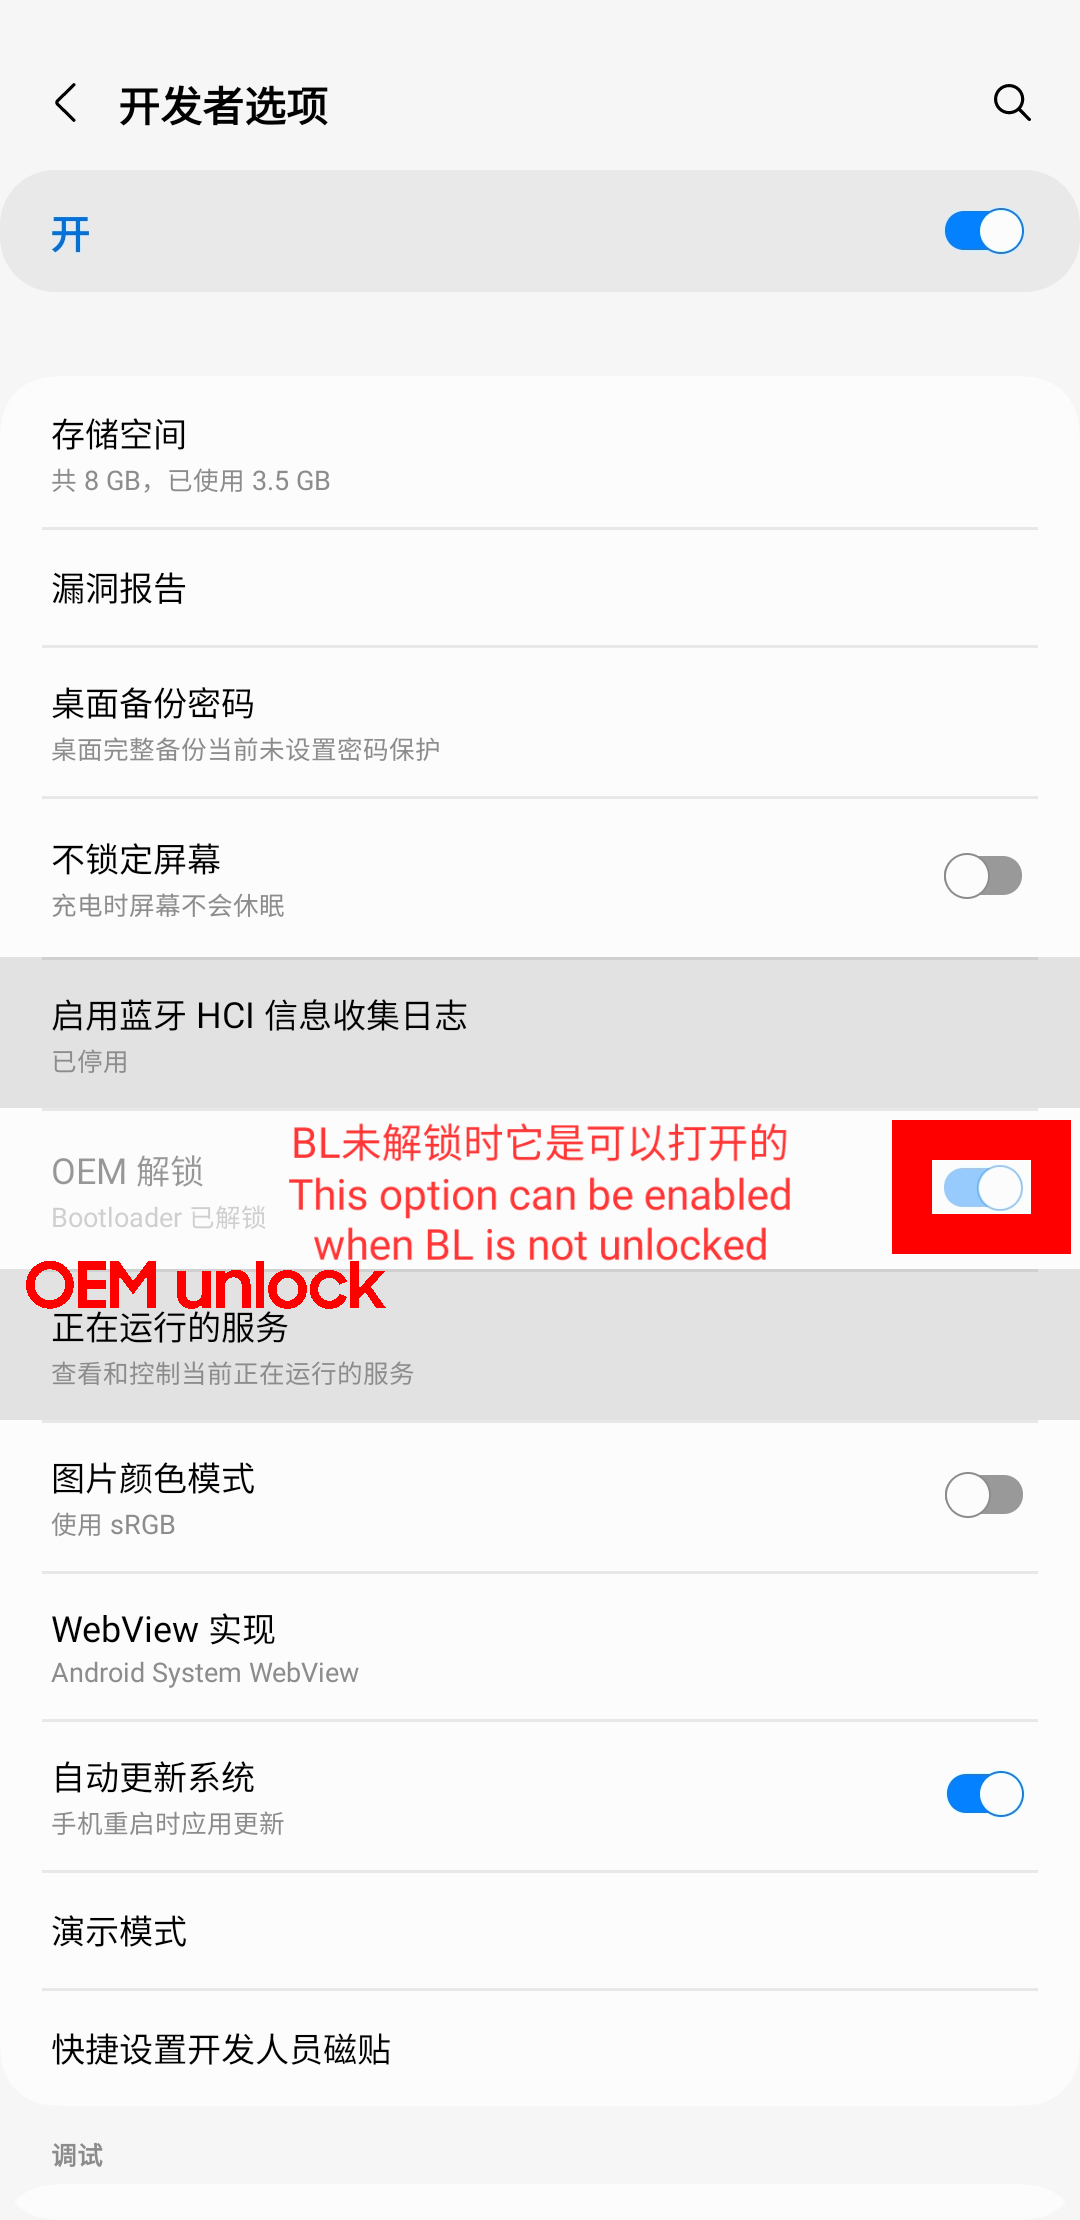 开发者选项
开
存储空间
共 8 GB，已使用 3.5 GB
漏洞报告
桌面备份密码
桌面完整备份当前未设置密码保护
不锁定屏幕
充电时屏幕不会休眠
启用蓝牙 HCI 信息收集日志
已停用
OEM 解锁
Bootloader 已解锁
BL未解锁时它是可以打开的
This option can be enabled
when BL is not unlocked
OEM unlock
正在运行的服务
查看和控制当前正在运行的服务
图片颜色模式
使用 sRGB
WebView 实现
Android System WebView
自动更新系统
手机重启时应用更新
演示模式
快捷设置开发人员磁贴
调试